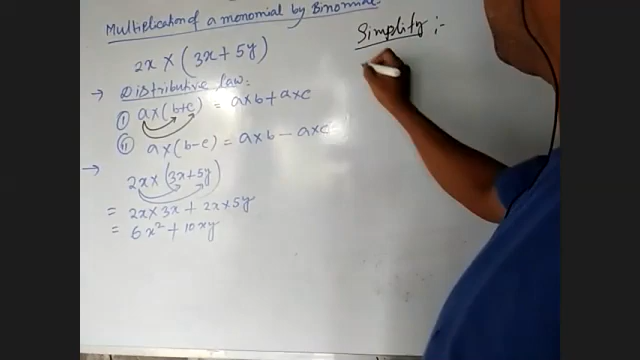 Multiplication of a monomial by Binomial
2x × (3x + 5y)
→ Distributive law:
(i) a×(b+c) = a×b + a×c
(ii) a×(b-c) = a×b - a×c
→ 2x×(3x+5y)
= 2x×3x + 2x×5y
= 6x² + 10xy
Simplify :-